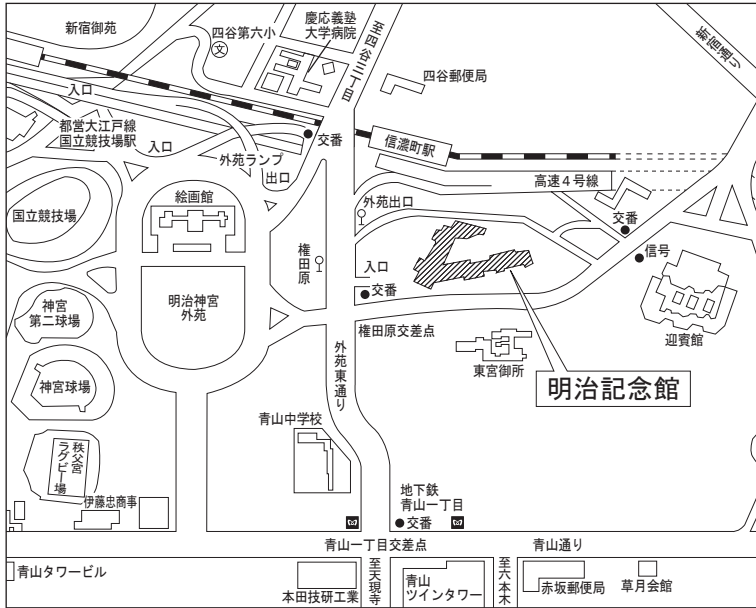 新宿御苑
四谷第六小
文
慶応義塾
大学病院
至四谷三丁目
四谷郵便局
新宿通り
入口
都営大江戸線
国立競技場駅
入口
外苑ランプ
出口
交番
信濃町駅
高速4号線
国立競技場
絵画館
外苑出口
権田原
入口
交番
信号
交番
明治神宮
外苑
神宮
第二球場
権田原交差点
東宮御所
迎賓館
明治記念館
神宮球場
外苑東通り
青山中学校
秩父宮
ラグビー場
伊藤忠商事
地下鉄
青山一丁目
交番
青山一丁目交差点
青山通り
青山タワービル
本田技研工業
至天現寺
青山
ツインタワー
至六本木
赤坂郵便局
草月会館